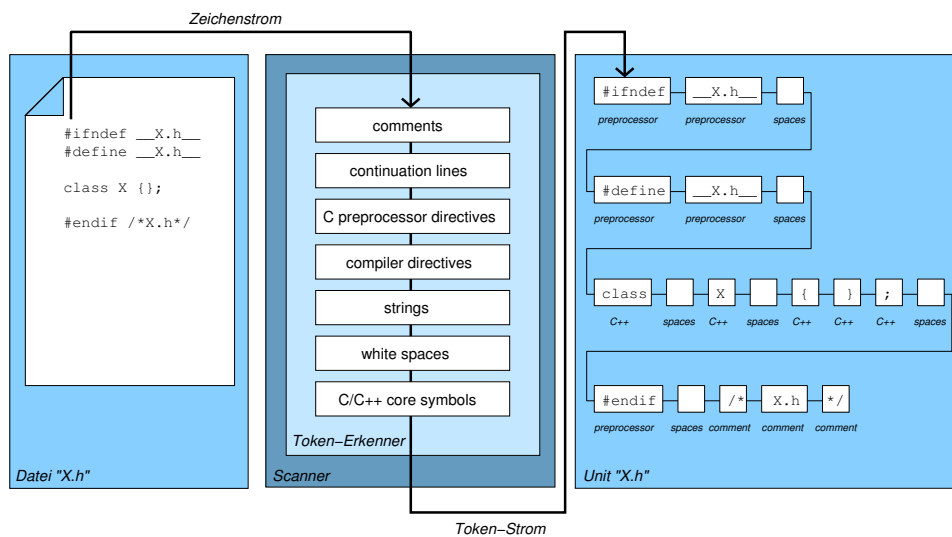 Zeichenstrom
#ifndef __X.h__
#define __X.h__
class X {};
#endif /*X.h*/
Datei "X.h"
comments
continuation lines
C preprocessor directives
compiler directives
strings
white spaces
C/C++ core symbols
Token-Erkenner
Scanner
Token-Strom
#ifndef __X.h__
preprocessor preprocessor spaces
#define __X.h__
preprocessor preprocessor spaces
class X { } ;
C++ spaces C++ spaces C++ C++ C++ spaces
#endif /* X.h */
preprocessor spaces comment comment comment
Unit "X.h"